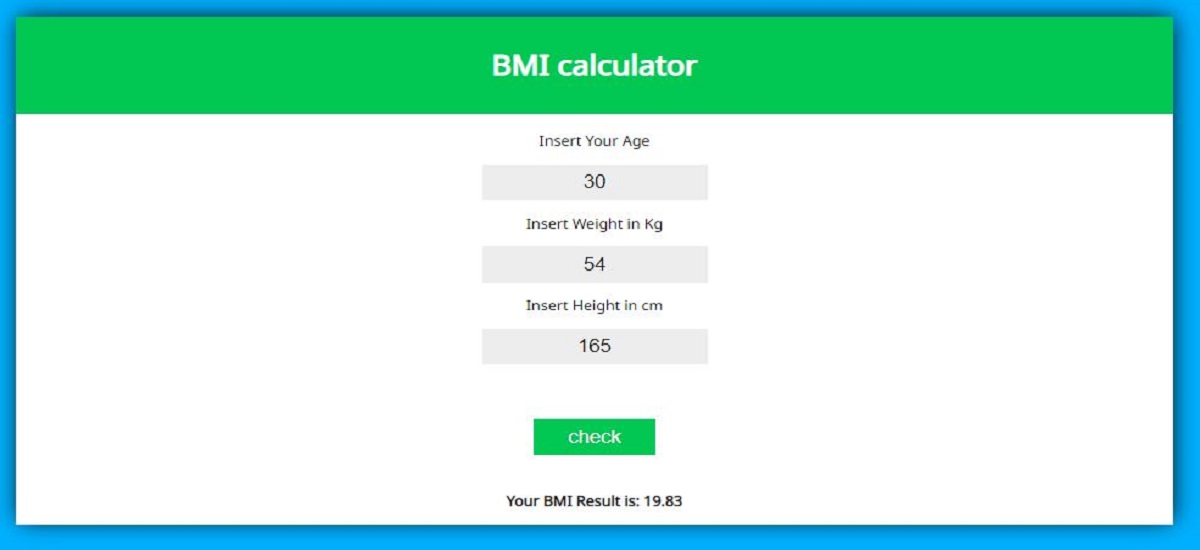 BMI calculator
Insert Your Age
30
Insert Weight in Kg
54
Insert Height in cm
165
check
Your BMI Result is: 19.83